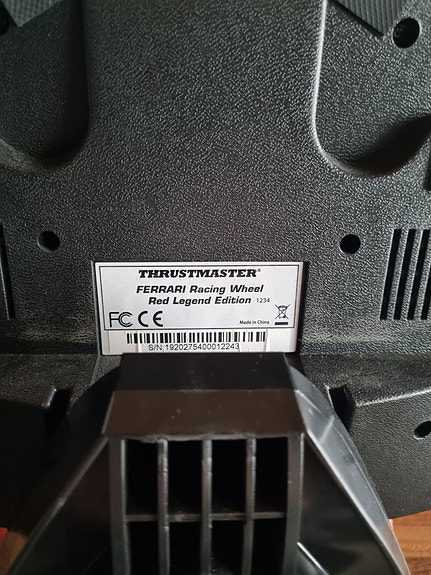 THRUSTMASTER®
FERRARI Racing Wheel
Red Legend Edition 1234
FC CE
Made in China
S/N:1920275400012243